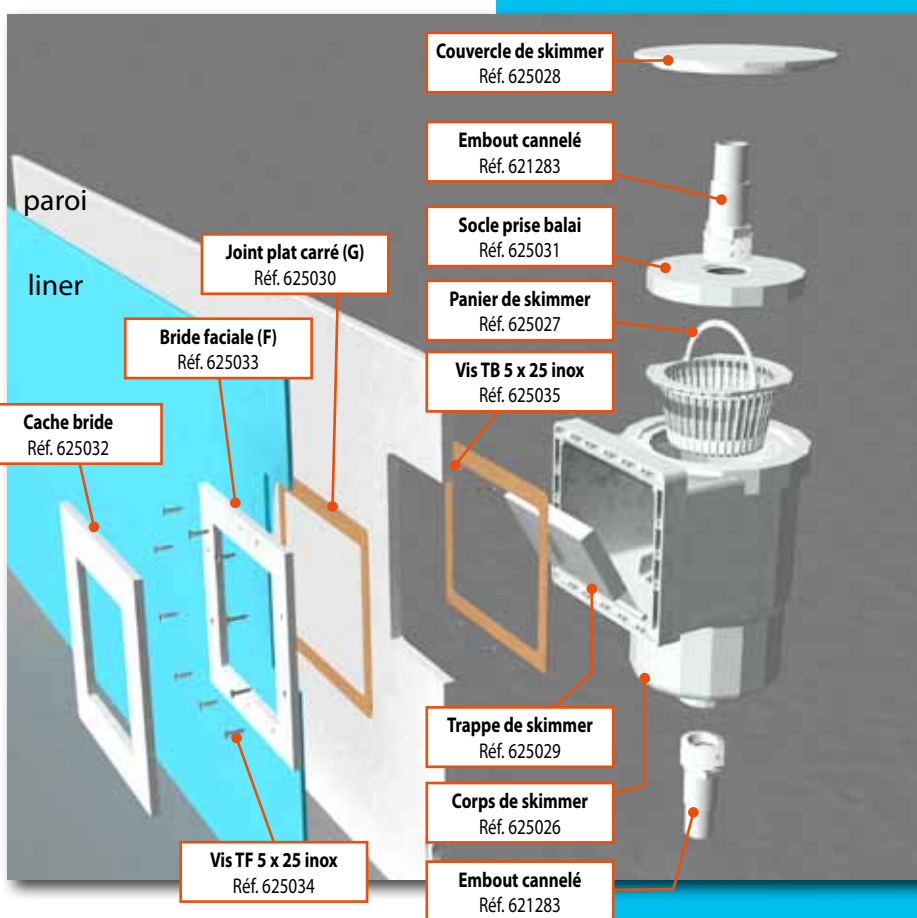 Couvercle de skimmer
Réf. 625028
Embout cannelé
Réf. 621283
paroi
Socle prise balai
Réf. 625031
Joint plat carré (G)
Réf. 625030
liner
Panier de skimmer
Réf. 625027
Bride faciale (F)
Réf. 625033
Vis TB 5 x 25 inox
Réf. 625035
Cache bride
Réf. 625032
Trappe de skimmer
Réf. 625029
Corps de skimmer
Réf. 625026
Vis TF 5 x 25 inox
Réf. 625034
Embout cannelé
Réf. 621283